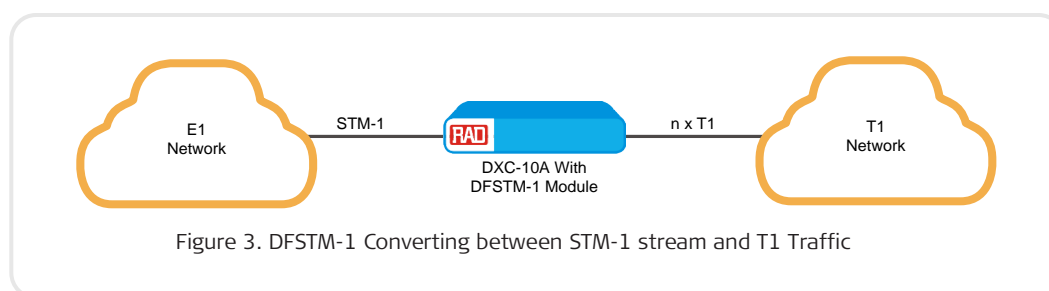 E1
Network
STM-1
RAD
DXC-10A With
DFSTM-1 Module
n x T1
T1
Network
Figure 3. DFSTM-1 Converting between STM-1 stream and T1 Traffic